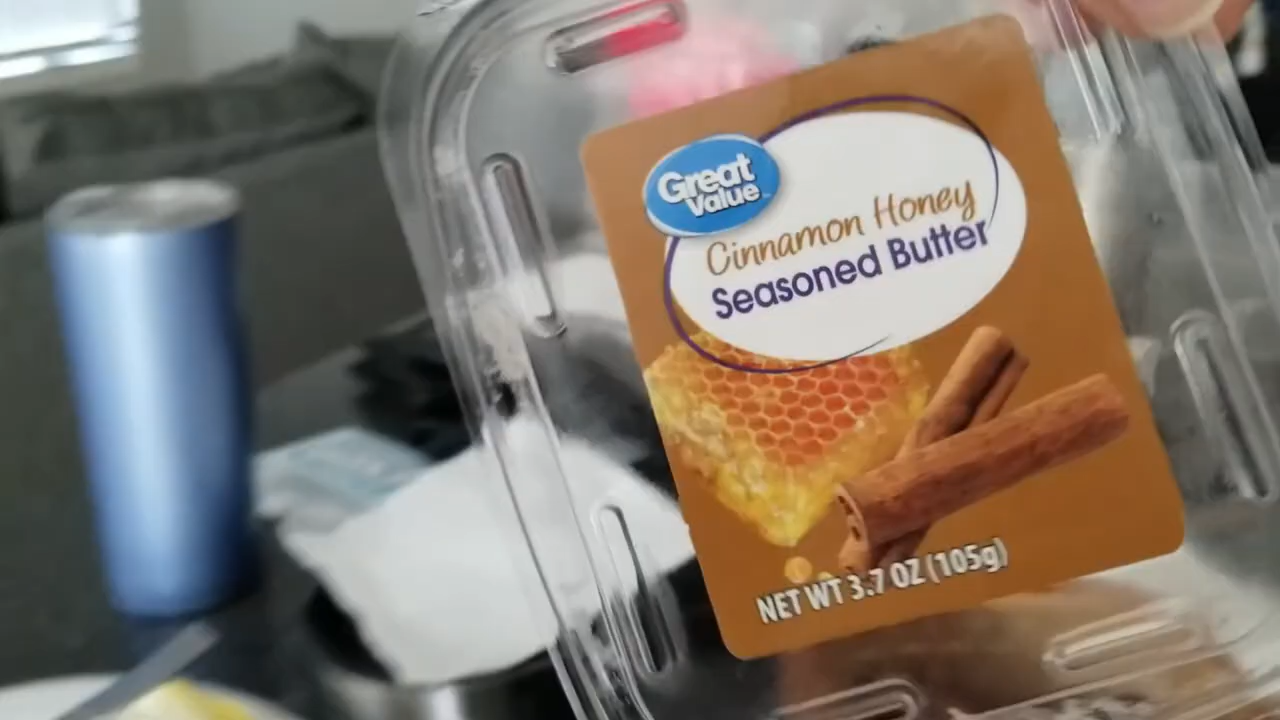 Great
Value
Cinnamon Honey
Seasoned Butter
NET WT 3.7 OZ (105g)